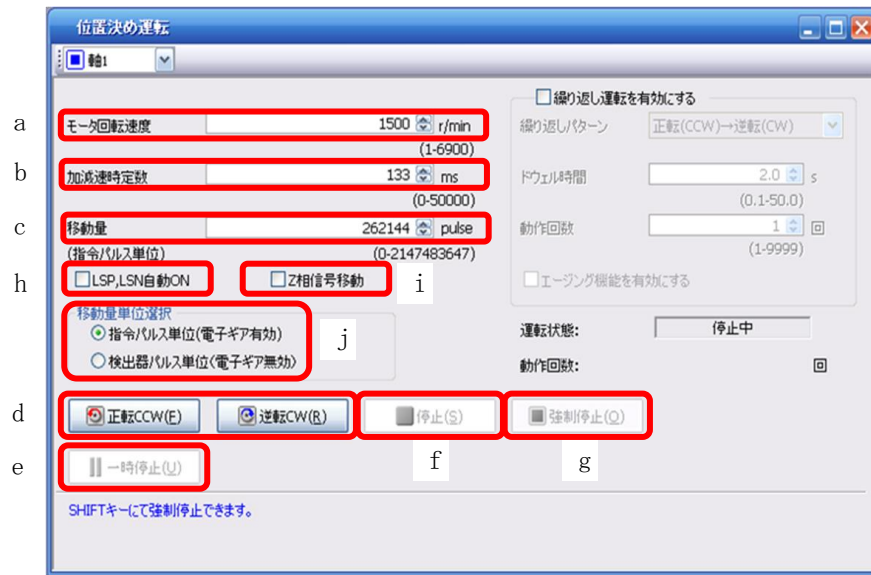 位置決め運転
軸1
a モータ回転速度 1500 r/min
(1-6900)
b 加減速時定数 133 ms
(0-50000)
c 移動量 262144 pulse
(指令パルス単位) (0-2147483647)
h LSP,LSN自動ON Z相信号移動 i
移動量単位選択
指令パルス単位(電子ギア有効)
検出器パルス単位(電子ギア無効)
j
繰り返し運転を有効にする
繰り返しパターン 正転(CCW)→逆転(CW)
ドウェル時間 2.0 s
(0.1-50.0)
動作回数 1 回
(1-9999)
エージング機能を有効にする
運転状態: 停止中
動作回数: 回
d 正転CCW(F) 逆転CW(R) 停止(S) 強制停止(O)
f g
e 一時停止(U)
SHIFTキーにて強制停止できます。